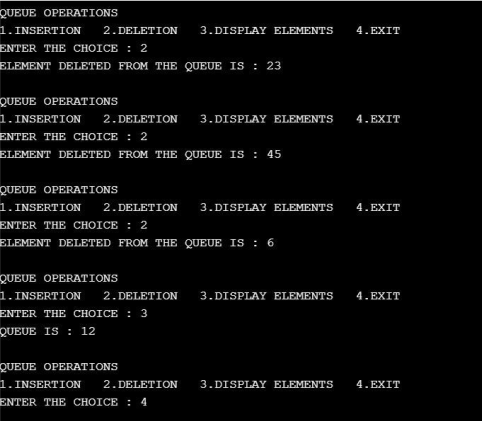 QUEUE OPERATIONS
1.INSERTION   2.DELETION   3.DISPLAY ELEMENTS   4.EXIT
ENTER THE CHOICE : 2
ELEMENT DELETED FROM THE QUEUE IS : 23
QUEUE OPERATIONS
1.INSERTION   2.DELETION   3.DISPLAY ELEMENTS   4.EXIT
ENTER THE CHOICE : 2
ELEMENT DELETED FROM THE QUEUE IS : 45
QUEUE OPERATIONS
1.INSERTION   2.DELETION   3.DISPLAY ELEMENTS   4.EXIT
ENTER THE CHOICE : 2
ELEMENT DELETED FROM THE QUEUE IS : 6
QUEUE OPERATIONS
1.INSERTION   2.DELETION   3.DISPLAY ELEMENTS   4.EXIT
ENTER THE CHOICE : 3
QUEUE IS : 12
QUEUE OPERATIONS
1.INSERTION   2.DELETION   3.DISPLAY ELEMENTS   4.EXIT
ENTER THE CHOICE : 4